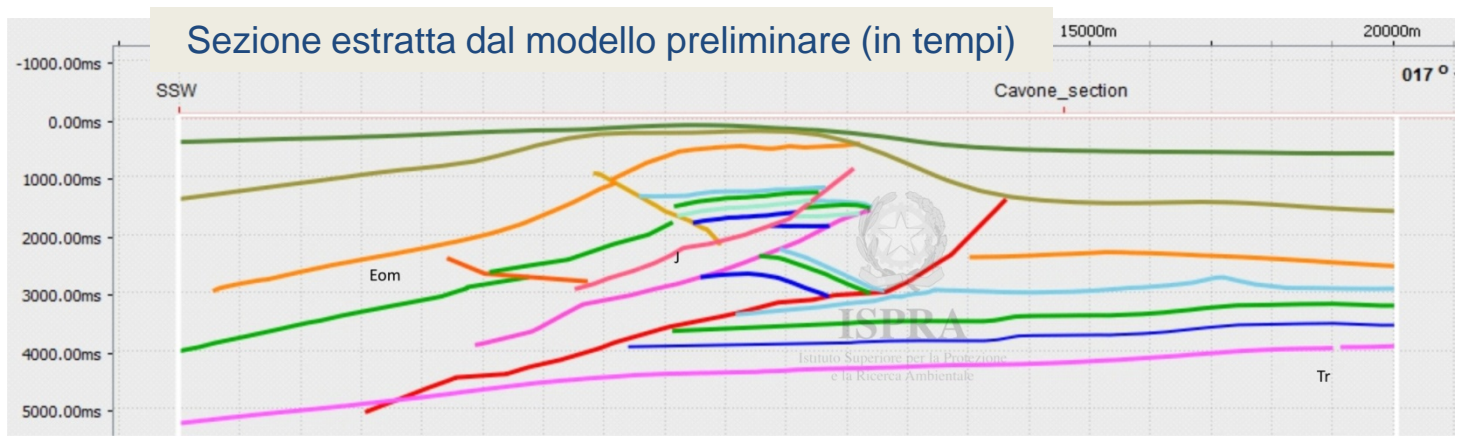 Sezione estratta dal modello preliminare (in tempi)
15000m
20000m
-1000.00ms
017 º
SSW
Cavone_section
0.00ms
1000.00ms
2000.00ms
J
Eom
3000.00ms
ISPRA
4000.00ms
Istituto Superiore per la Protezione
e la Ricerca Ambientale
Tr
5000.00ms